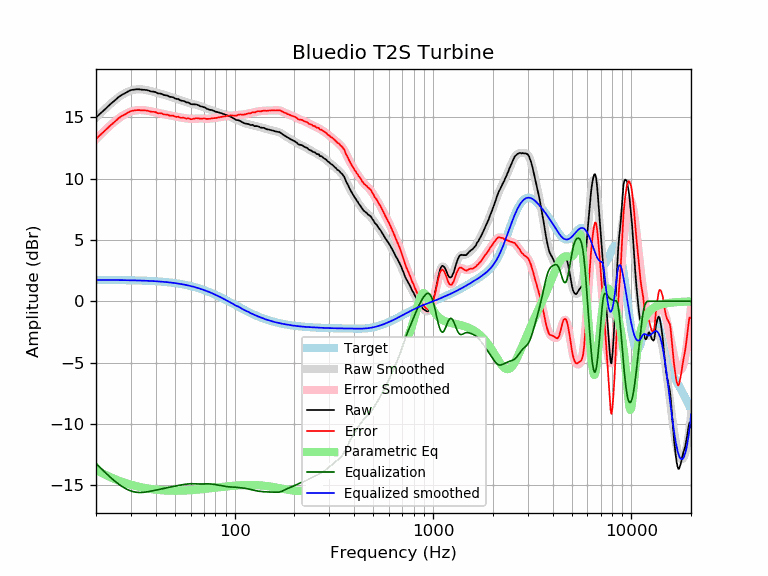 Bluedio T2S Turbine
Amplitude (dBr)
15
10
5
0
−5
−10
−15
100
1000
10000
Frequency (Hz)
Target
Raw Smoothed
Error Smoothed
Raw
Error
Parametric Eq
Equalization
Equalized smoothed